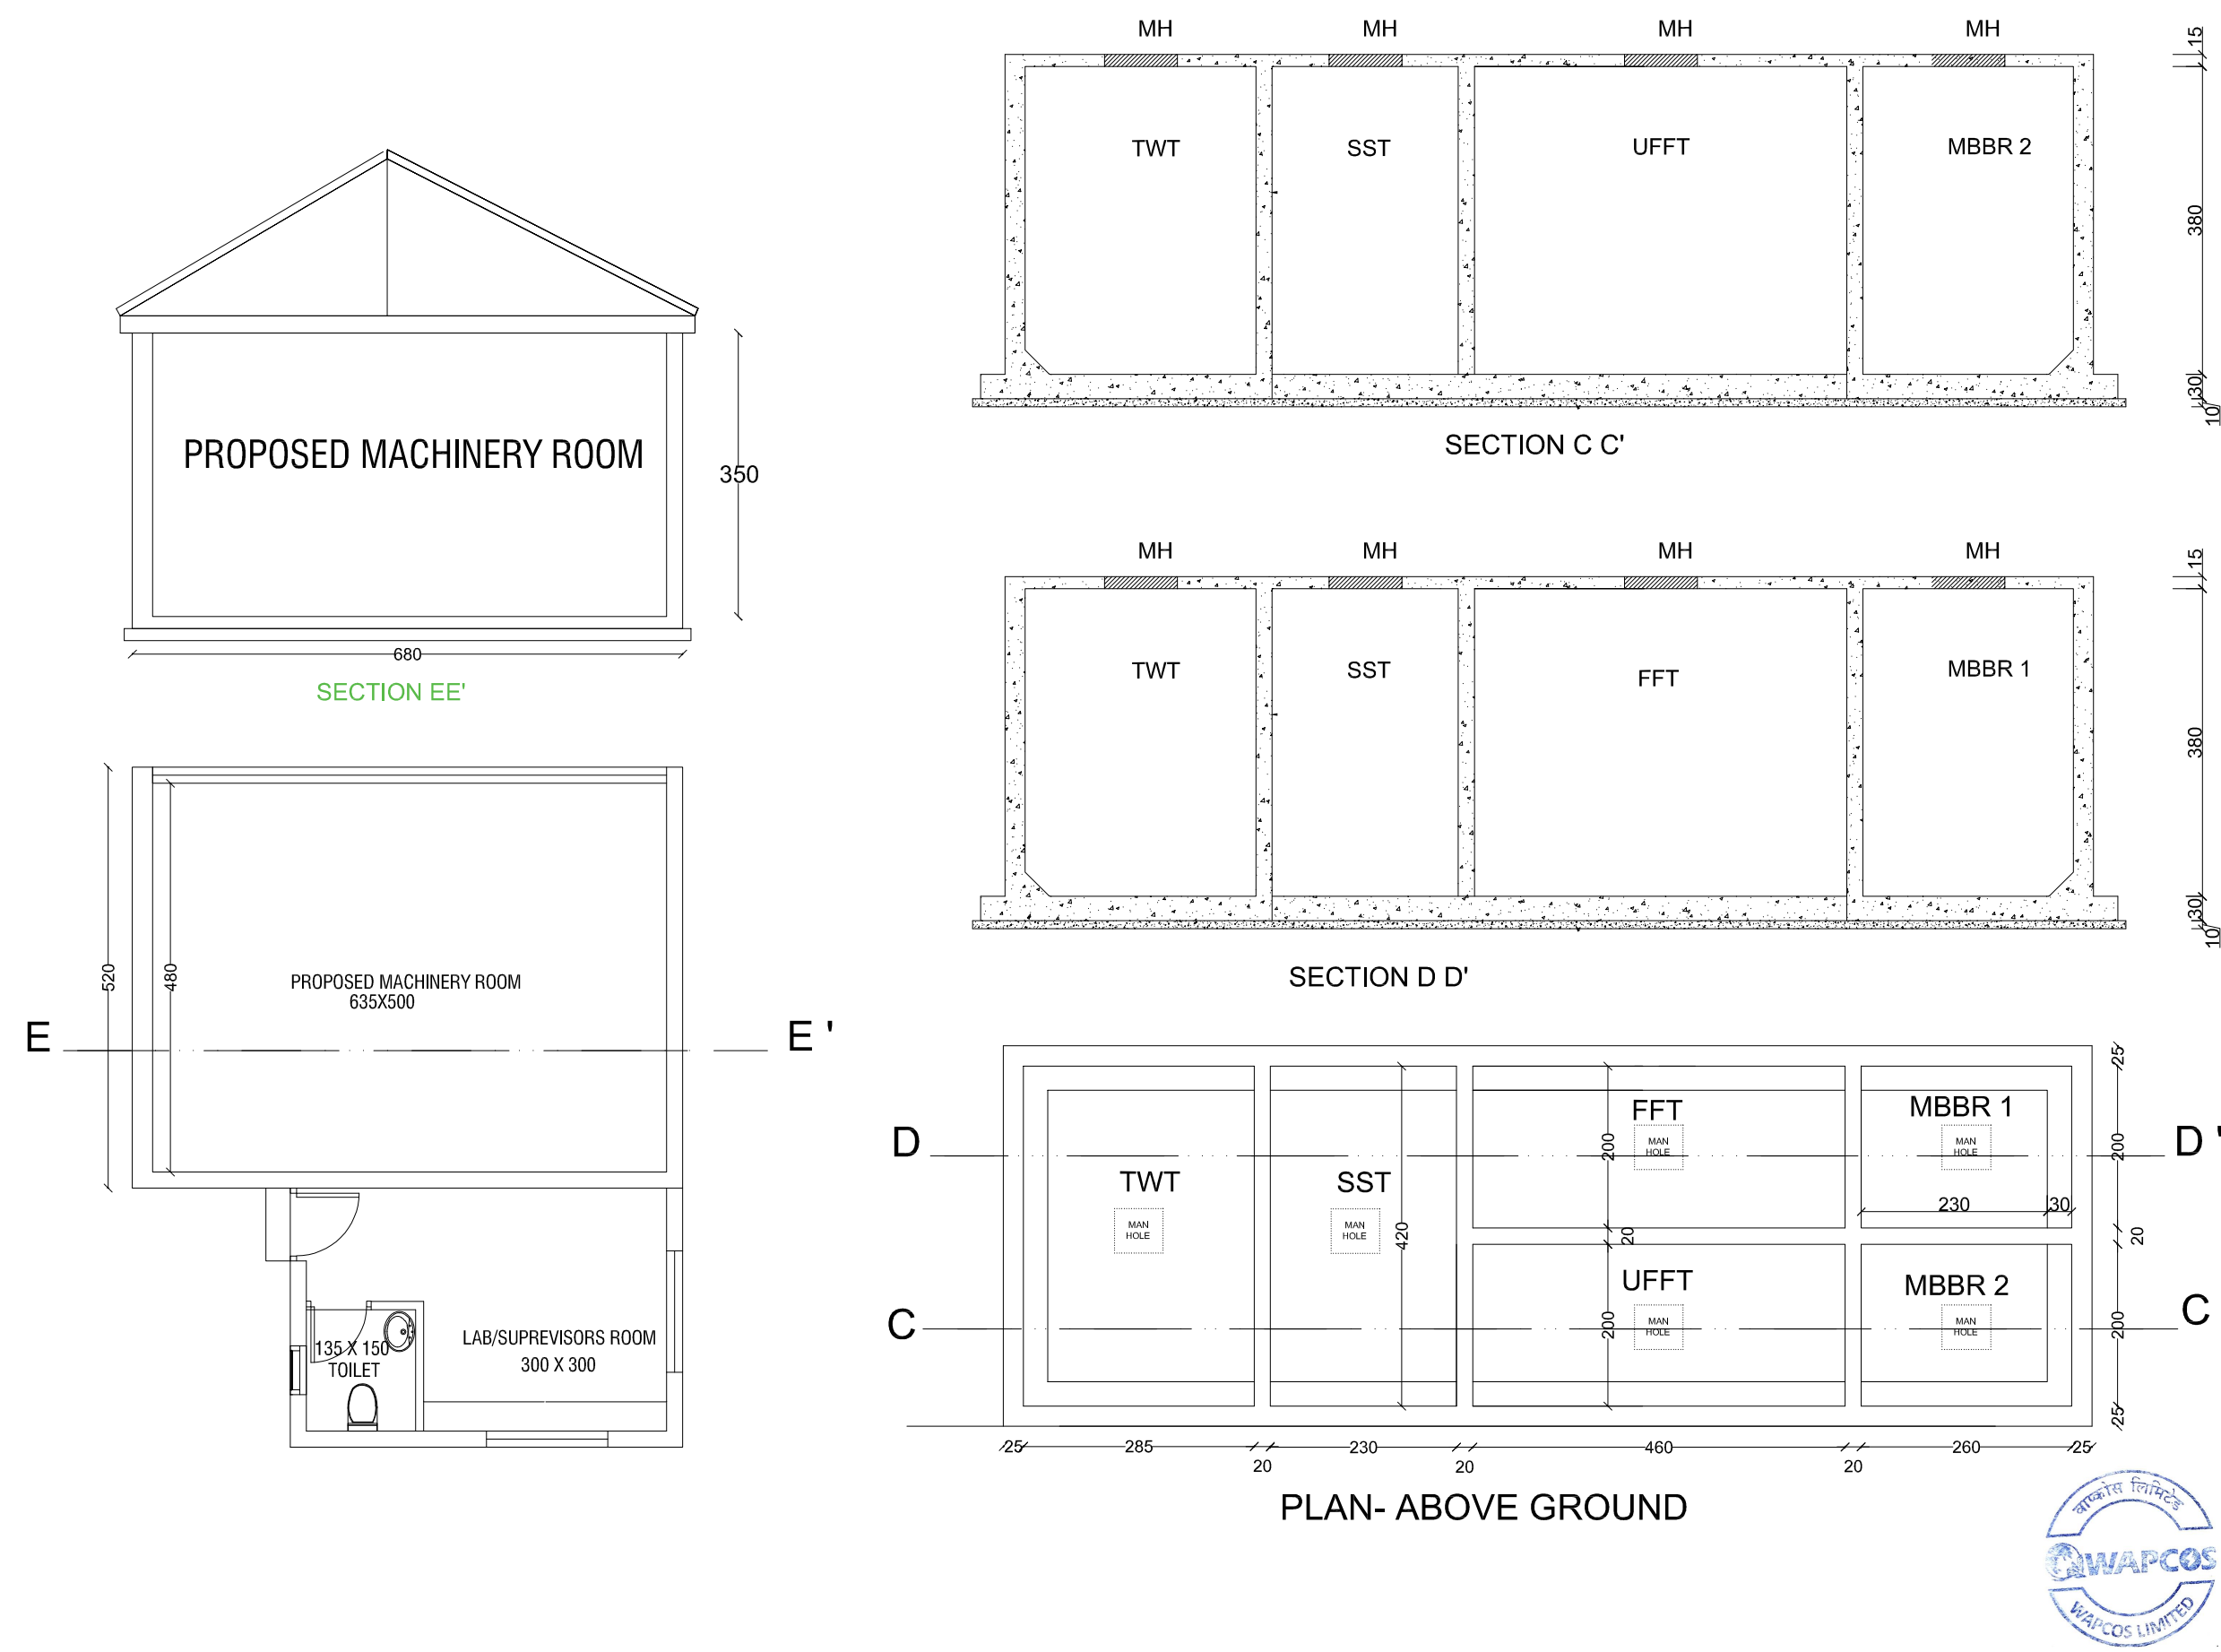 PROPOSED MACHINERY ROOM
350
680
SECTION EE'
520
480
PROPOSED MACHINERY ROOM
635X500
E
E '
135 X 150
TOILET
LAB/SUPREVISORS ROOM
300 X 300
MH MH MH MH
15
TWT SST UFFT MBBR 2
380
30
10
SECTION C C'
MH MH MH MH
15
TWT SST FFT MBBR 1
380
30
10
SECTION D D'
25
FFT MBBR 1
D D '
MAN HOLE
MAN HOLE
200 200
TWT SST
230 30
MAN HOLE
MAN HOLE
420 20 20
UFFT MBBR 2
C C
MAN HOLE
MAN HOLE
200 200
25
25 285 230 460 260 25
20 20 20
PLAN- ABOVE GROUND
वाप्कोस लिमिटेड
WAPCOS
WAPCOS LIMITED